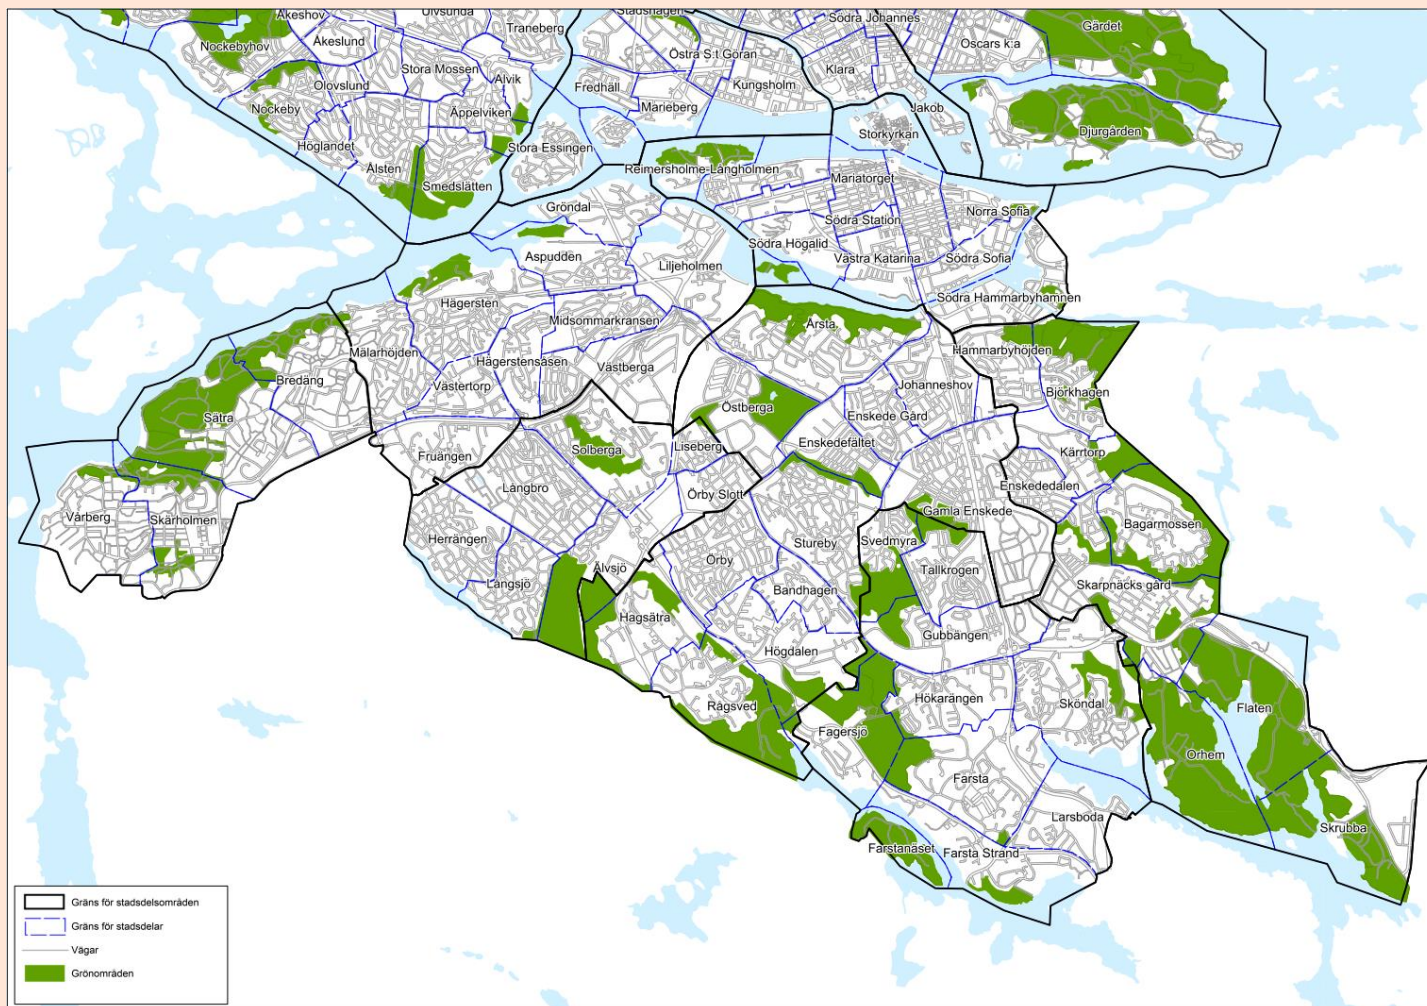 Åkeshov
Ulvsunda
Stadshagen
Södra Johannes
Gärdet
Nockebyhov
Åkeslund
Traneberg
Östra S:t Göran
Oscars k:a
Stora Mossen
Klara
Olovslund
Alvik
Fredhäll
Kungsholm
Nockeby
Äppelviken
Marieberg
Jakob
Storkyrkan
Djurgården
Höglandet
Stora Essingen
Ålsten
Reimersholme-Långholmen
Smedslätten
Mariatorget
Gröndal
Norra Sofia
Södra Station
Södra Högalid
Aspudden
Västra Katarina
Södra Sofia
Liljeholmen
Hägersten
Södra Hammarbyhamnen
Midsommarkransen
Årsta
Mälarhöjden
Hammarbyhöjden
Hägerstensåsen
Västberga
Bredäng
Västertorp
Johanneshov
Björkhagen
Östberga
Sätra
Enskede Gård
Enskedefältet
Solberga
Liseberg
Kärrtorp
Fruängen
Långbro
Örby Slott
Enskededalen
Gamla Enskede
Vårberg
Skärholmen
Bagarmossen
Herrängen
Stureby
Svedmyra
Örby
Älvsjö
Tallkrogen
Långsjö
Skarpnäcks gård
Bandhagen
Hagsätra
Gubbängen
Högdalen
Hökarängen
Sköndal
Rågsved
Flaten
Fagersjö
Orhem
Farsta
Larsboda
Skrubba
Farstanäset
Farsta Strand
Gräns för stadsdelsområden
Gräns för stadsdelar
Vägar
Grönområden